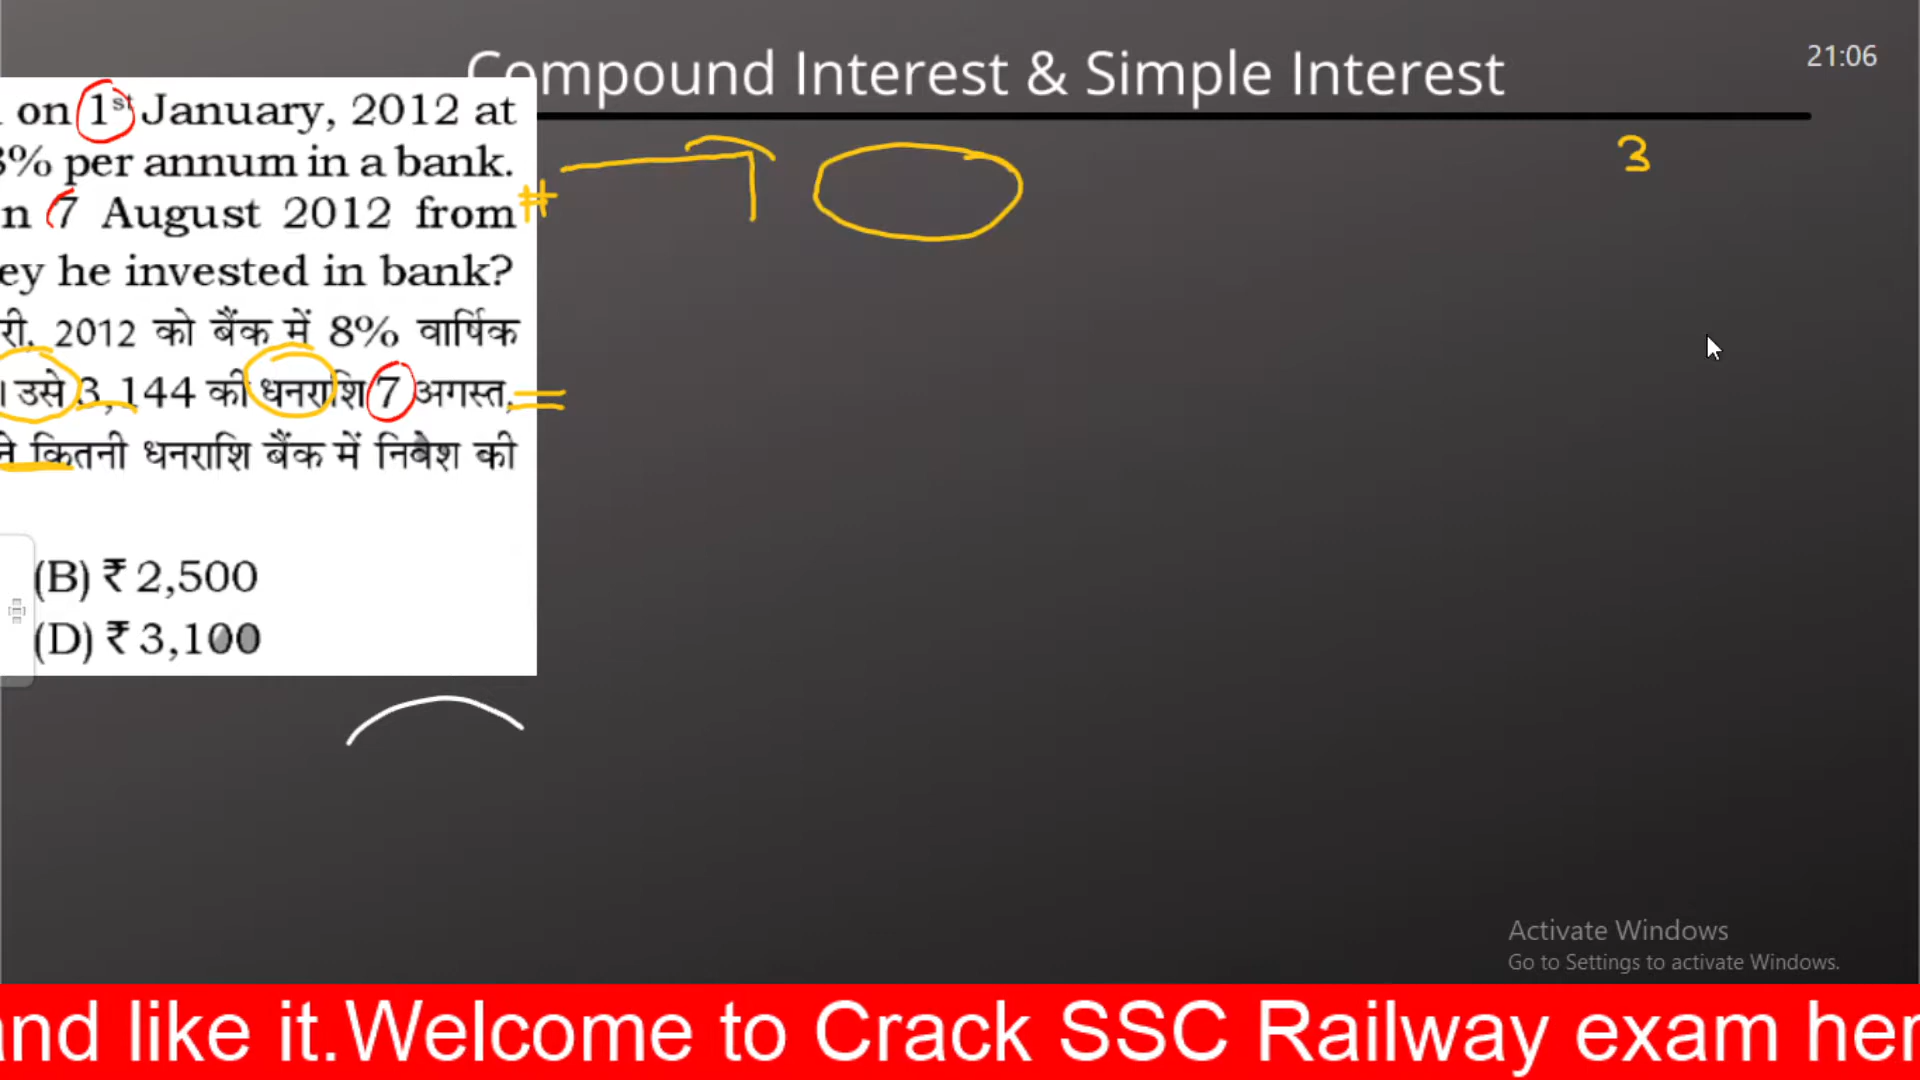 Compound Interest & Simple Interest
21:06
on 1st January, 2012 at
8% per annum in a bank.
n 7 August 2012 from
ey he invested in bank?
री, 2012 को बैंक में 8% वार्षिक
। उसे 3,144 की धनराशि 7 अगस्त,
ने कितनी धनराशि बैंक में निवेश की
(B) ₹ 2,500
(D) ₹ 3,100
3
Activate Windows
Go to Settings to activate Windows.
and like it.Welcome to Crack SSC Railway exam her